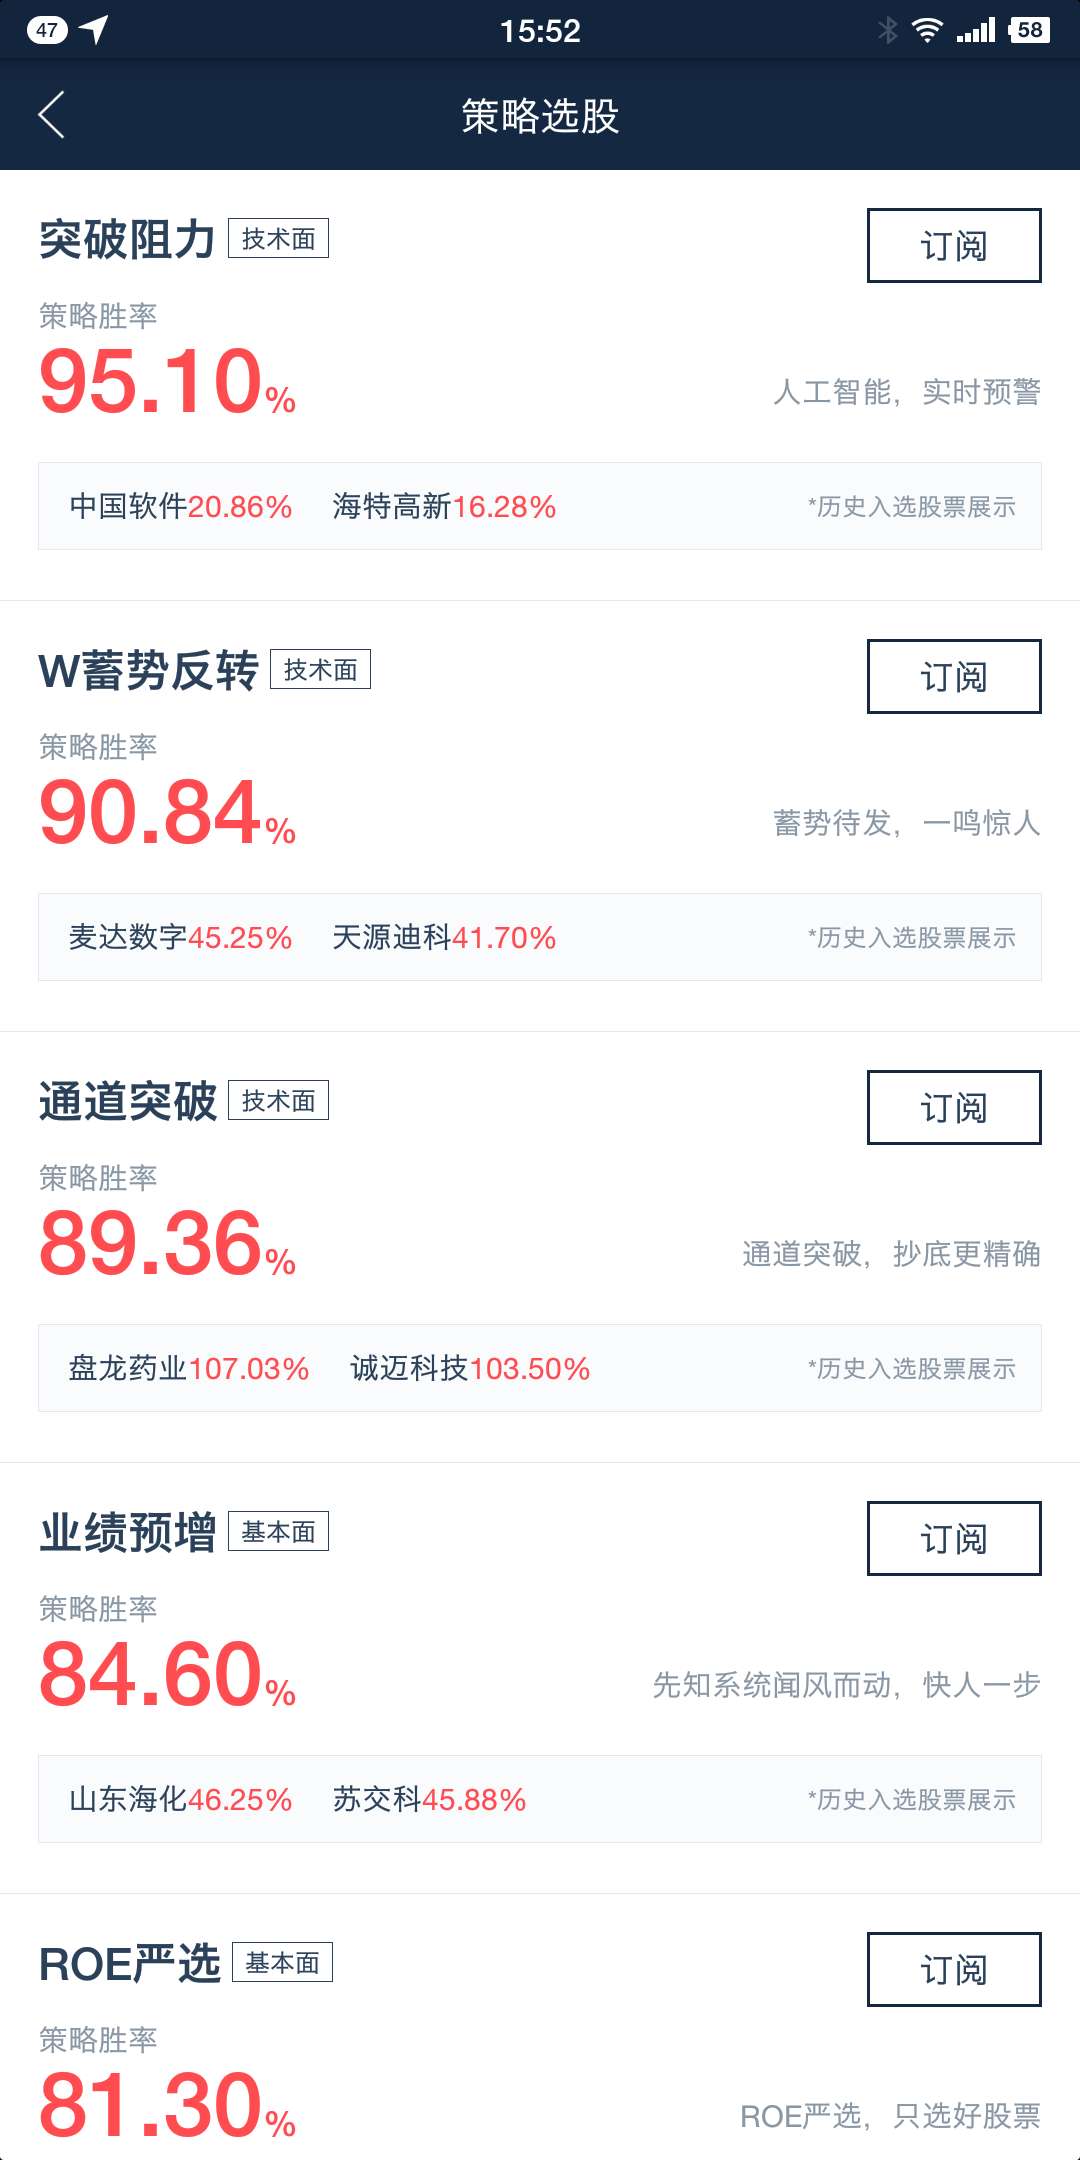 47
15:52
58
策略选股
突破阻力 技术面 订阅
策略胜率
95.10%
人工智能，实时预警
中国软件20.86% 海特高新16.28% *历史入选股票展示
W蓄势反转 技术面 订阅
策略胜率
90.84%
蓄势待发，一鸣惊人
麦达数字45.25% 天源迪科41.70% *历史入选股票展示
通道突破 技术面 订阅
策略胜率
89.36%
通道突破，抄底更精确
盘龙药业107.03% 诚迈科技103.50% *历史入选股票展示
业绩预增 基本面 订阅
策略胜率
84.60%
先知系统闻风而动，快人一步
山东海化46.25% 苏交科45.88% *历史入选股票展示
ROE严选 基本面 订阅
策略胜率
81.30%
ROE严选，只选好股票